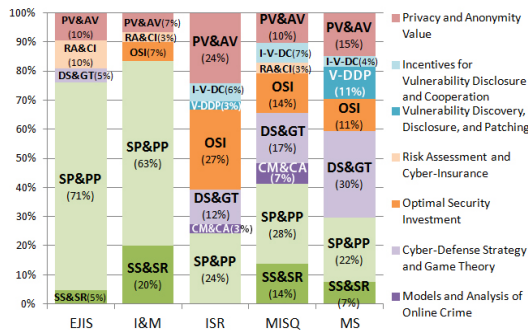 100%
90%
80%
70%
60%
50%
40%
30%
20%
10%
0%
PV&AV
(10%)
RA&CI
(10%)
DS&GT(5%)
SP&PP
(71%)
SS&SR(5%)
EJIS
PV&AV(7%)
RA&CI(3%)
OSI(7%)
SP&PP
(63%)
SS&SR
(20%)
I&M
PV&AV
(24%)
I-V-DC(6%)
V-DDP(3%)
OSI
(27%)
DS&GT
(12%)
CM&CA(3%)
SP&PP
(24%)
ISR
PV&AV
(10%)
I-V-DC(7%)
RA&CI(3%)
OSI
(14%)
DS&GT
(17%)
CM&CA
(7%)
SP&PP
(28%)
SS&SR
(14%)
MISQ
PV&AV
(15%)
I-V-DC(4%)
V-DDP
(11%)
OSI
(11%)
DS&GT
(30%)
SP&PP
(22%)
SS&SR
(7%)
MS
Privacy and Anonymity
Value
Incentives for
Vulnerability Disclosure
and Cooperation
Vulnerability Discovery,
Disclosure, and Patching
Risk Assessment and
Cyber-Insurance
Optimal Security
Investment
Cyber-Defense Strategy
and Game Theory
Models and Analysis of
Online Crime